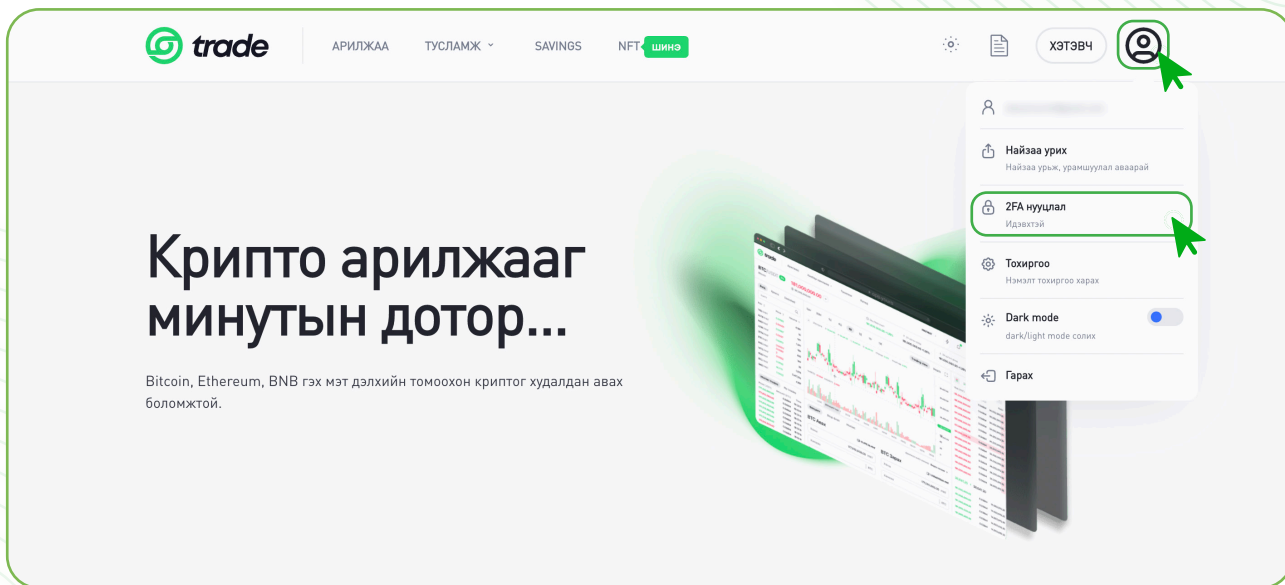 trade
АРИЛЖАА ТУСЛАМЖ SAVINGS NFT ШИНЭ ХЭТЭВЧ
Найзаа урих
Найзаа урьж, урамшуулал аваарай
2FA нууцлал
Идэвхтэй
Тохиргоо
Нэмэлт тохиргоо харах
Dark mode
dark/light mode солих
Гарах
Крипто арилжааг
минутын дотор...
Bitcoin, Ethereum, BNB гэх мэт дэлхийн томоохон криптог худалдан авах
боломжтой.
trade